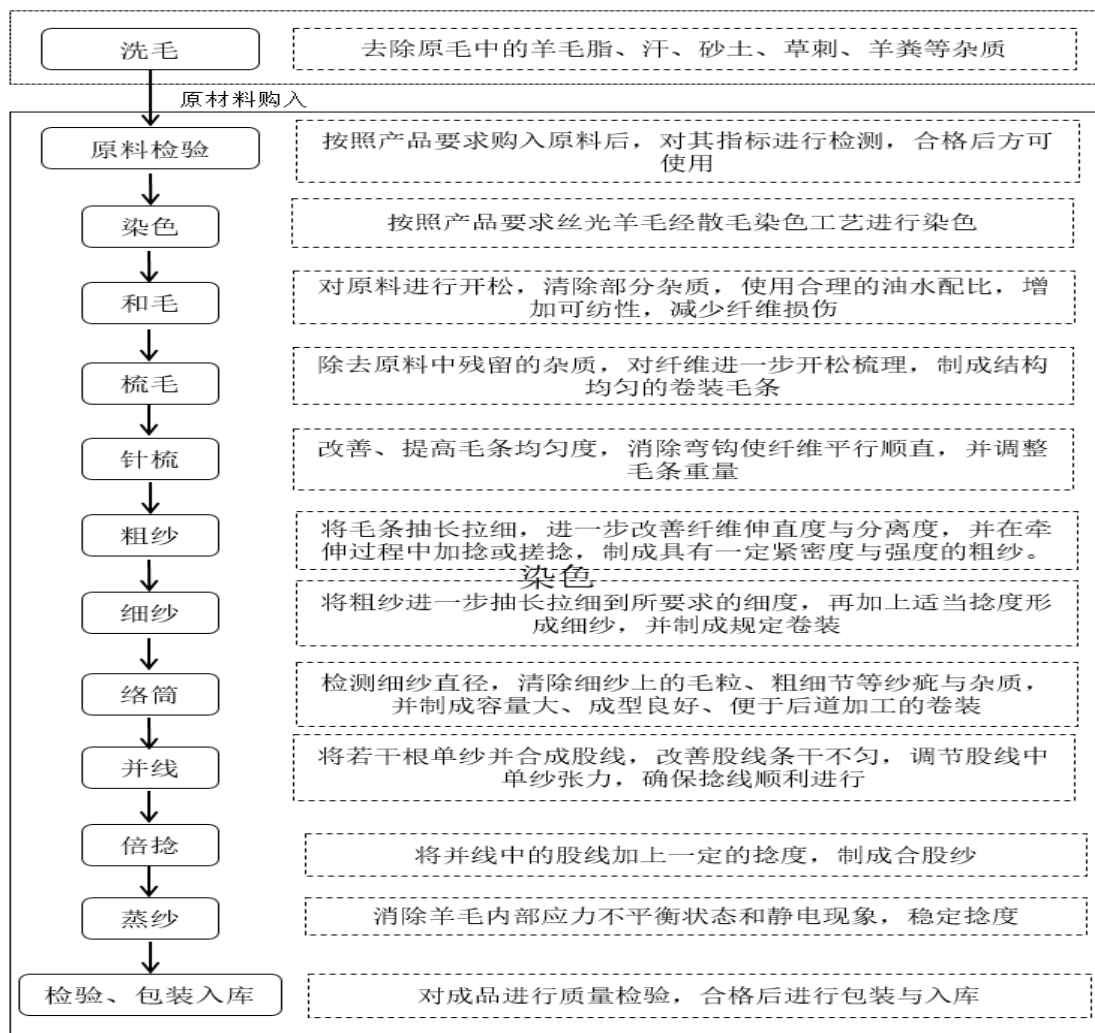 洗毛
去除原毛中的羊毛脂、汗、砂土、草刺、羊粪等杂质
原材料购入
原料检验
按照产品要求购入原料后，对其指标进行检测，合格后方可
使用
染色
按照产品要求丝光羊毛经散毛染色工艺进行染色
和毛
对原料进行开松，清除部分杂质，使用合理的油水配比，增
加可纺性，减少纤维损伤
梳毛
除去原料中残留的杂质，对纤维进一步开松梳理，制成结构
均匀的卷装毛条
针梳
改善、提高毛条均匀度，消除弯钩使纤维平行顺直，并调整
毛条重量
粗纱
将毛条抽长拉细，进一步改善纤维伸直度与分离度，并在牵
伸过程中加捻或搓捻，制成具有一定紧密度与强度的粗纱。
染色
细纱
将粗纱进一步抽长拉细到所要求的细度，再加上适当捻度形
成细纱，并制成规定卷装
络筒
检测细纱直径，清除细纱上的毛粒、粗细节等纱疵与杂质，
并制成容量大、成型良好、便于后道加工的卷装
并线
将若干根单纱并合成股线，改善股线条干不匀，调节股线中
单纱张力，确保捻线顺利进行
倍捻
将并线中的股线加上一定的捻度，制成合股纱
蒸纱
消除羊毛内部应力不平衡状态和静电现象，稳定捻度
检验、包装入库
对成品进行质量检验，合格后进行包装与入库